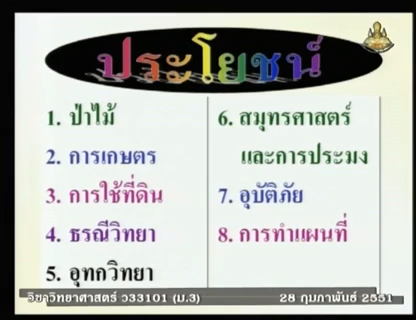 ประโยชน์
1. ป่าไม้
2. การเกษตร
3. การใช้ที่ดิน
4. ธรณีวิทยา
5. อุทกวิทยา
6. สมุทรศาสตร์
และการประมง
7. อุบัติภัย
8. การทำแผนที่
วิชาวิทยาศาสตร์ ว33101 (ม.3)
28 กุมภาพันธ์ 2551